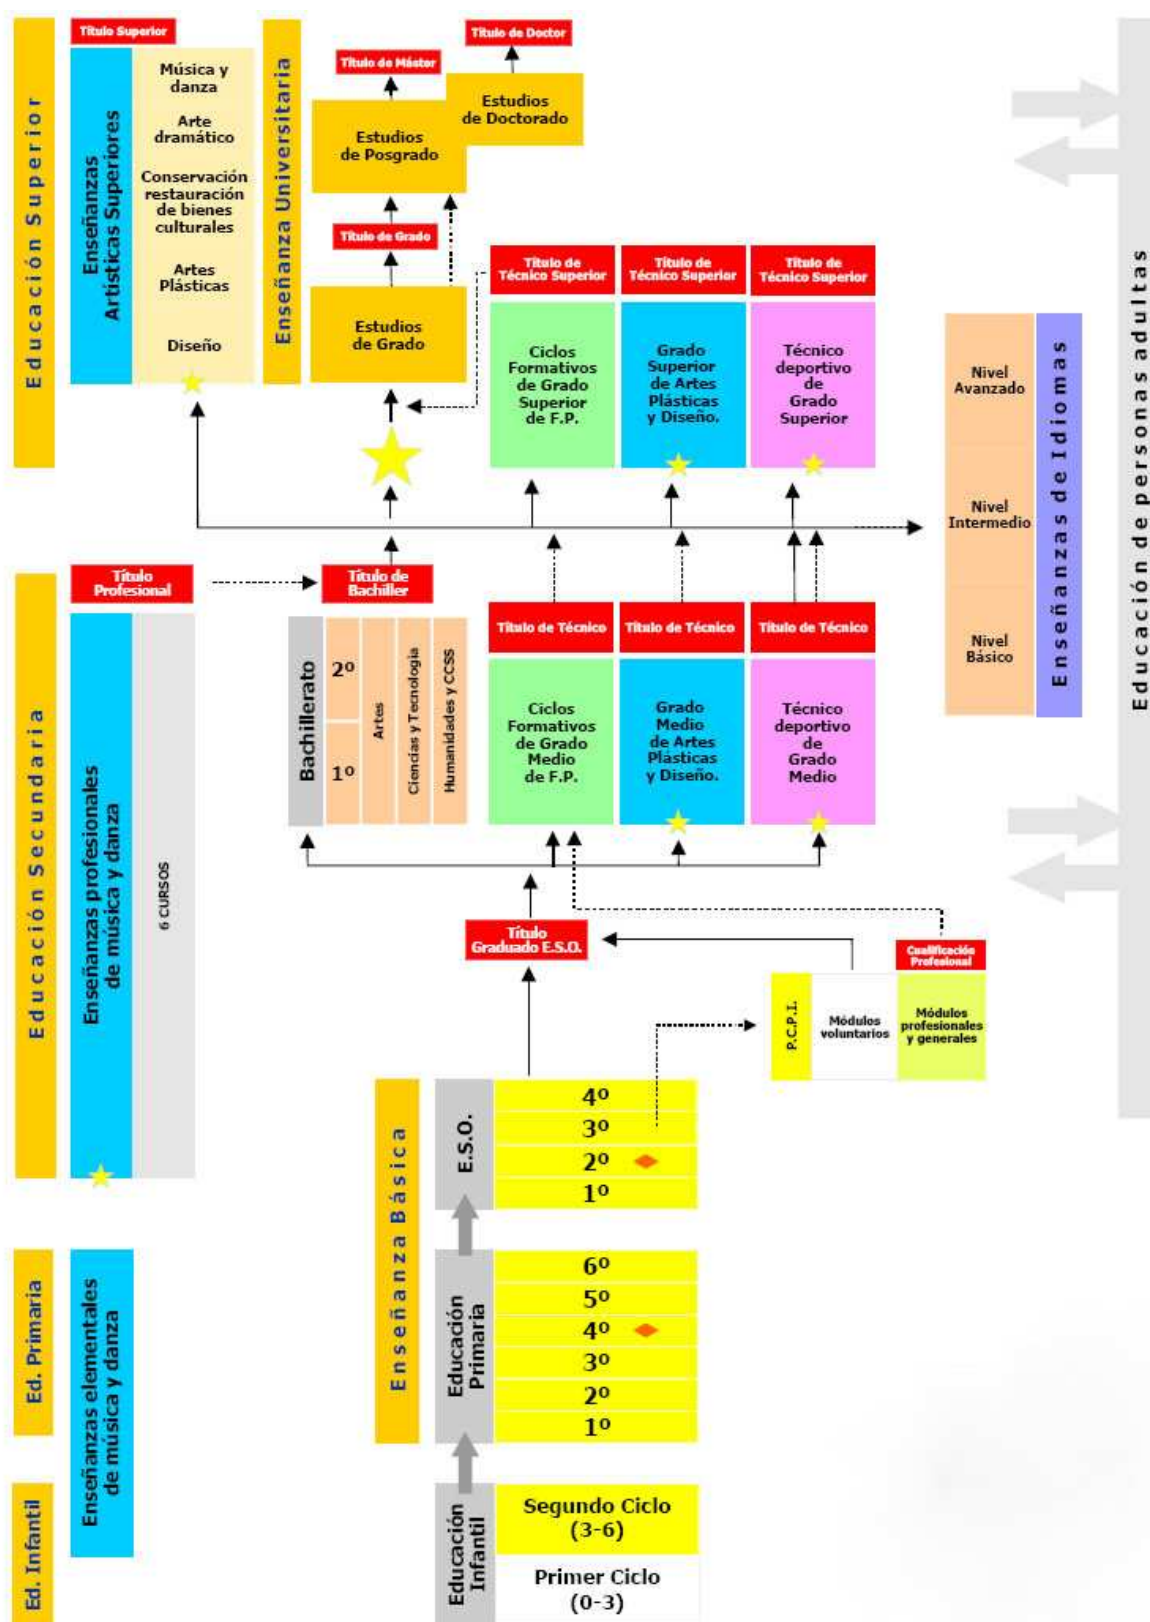 Educación Superior
Título Superior
Enseñanzas
Artísticas Superiores
Música y
danza
Arte
dramático
Conservación
restauración
de bienes
culturales
Artes
Plásticas
Diseño
Enseñanza Universitaria
Título de Doctor
Título de Máster
Estudios
de Doctorado
Estudios
de Posgrado
Título de Grado
Estudios
de Grado
Título de
Técnico Superior
Título de
Técnico Superior
Título de
Técnico Superior
Ciclos
Formativos
de Grado
Superior
de F.P.
Grado
Superior
de Artes
Plásticas
y Diseño.
Técnico
deportivo
de
Grado
Superior
Nivel
Avanzado
Nivel
Intermedio
Nivel
Básico
Enseñanzas de Idiomas
Educación de personas adultas
Educación Secundaria
Título
Profesional
Enseñanzas profesionales
de música y danza
6 CURSOS
Título de
Bachiller
Bachillerato
2º
1º
Artes
Ciencias y Tecnología
Humanidades y CCSS
Título de Técnico
Título de Técnico
Título de Técnico
Ciclos
Formativos
de Grado
Medio
de F.P.
Grado
Medio
de Artes
Plásticas
y Diseño.
Técnico
deportivo
de
Grado
Medio
Título
Graduado E.S.O.
Cualificación
Profesional
P.C.P.I.
Módulos
voluntarios
Módulos
profesionales
y generales
Enseñanza Básica
E.S.O.
4º
3º
2º
1º
Ed. Primaria
Enseñanzas elementales
de música y danza
Educación
Primaria
6º
5º
4º
3º
2º
1º
Ed. Infantil
Educación
Infantil
Segundo Ciclo
(3-6)
Primer Ciclo
(0-3)